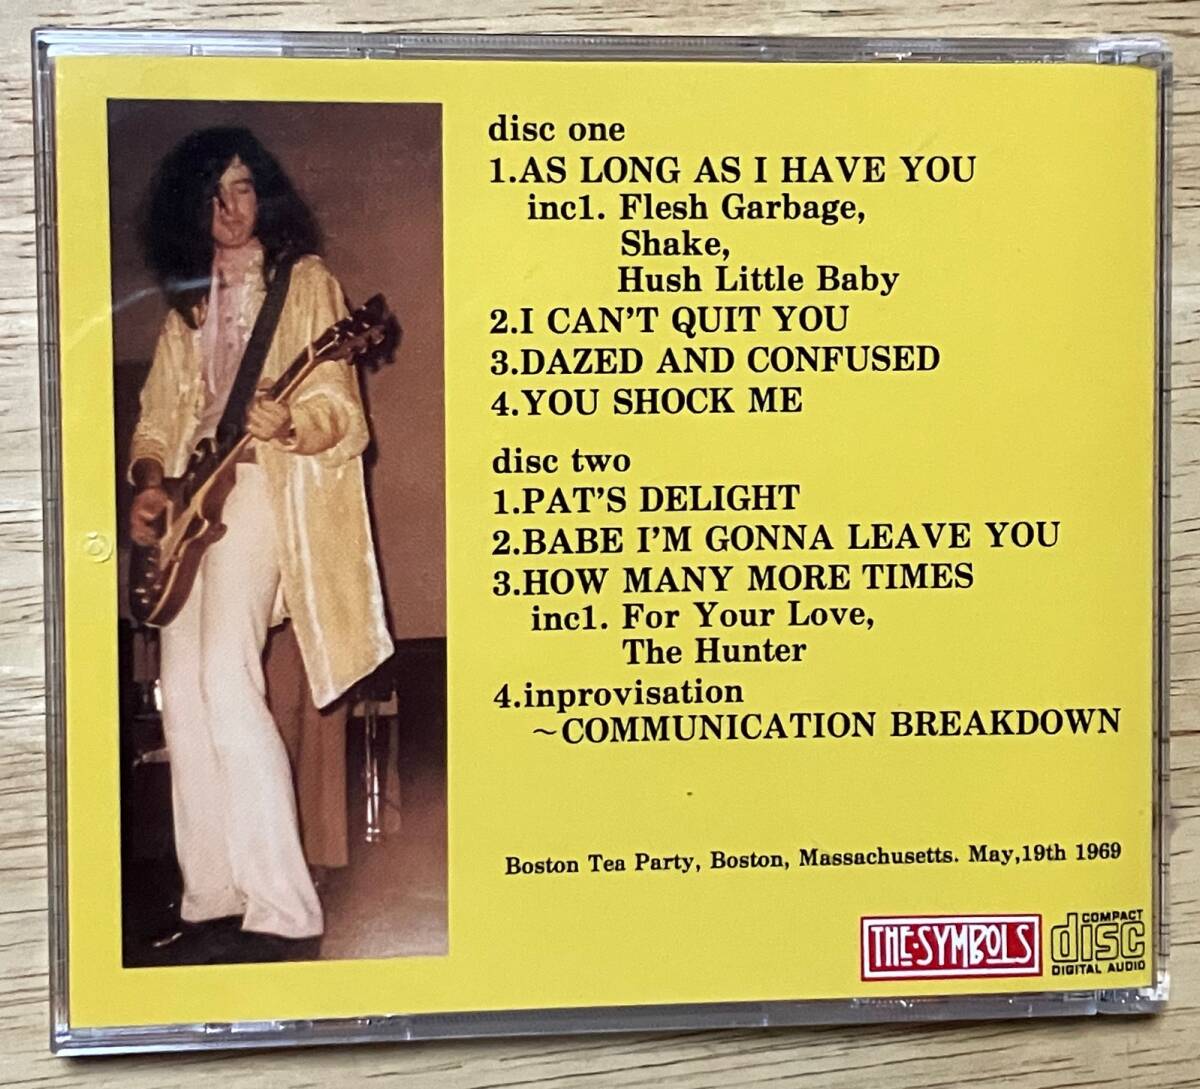 disc one
1.AS LONG AS I HAVE YOU
incl. Flesh Garbage,
Shake,
Hush Little Baby
2.I CAN'T QUIT YOU
3.DAZED AND CONFUSED
4.YOU SHOCK ME
disc two
1.PAT'S DELIGHT
2.BABE I'M GONNA LEAVE YOU
3.HOW MANY MORE TIMES
incl. For Your Love,
The Hunter
4.inprovisation
~COMMUNICATION BREAKDOWN
Boston Tea Party, Boston, Massachusetts. May,19th 1969
THE·SYMBOLS
COMPACT
disc
DIGITAL AUDIO